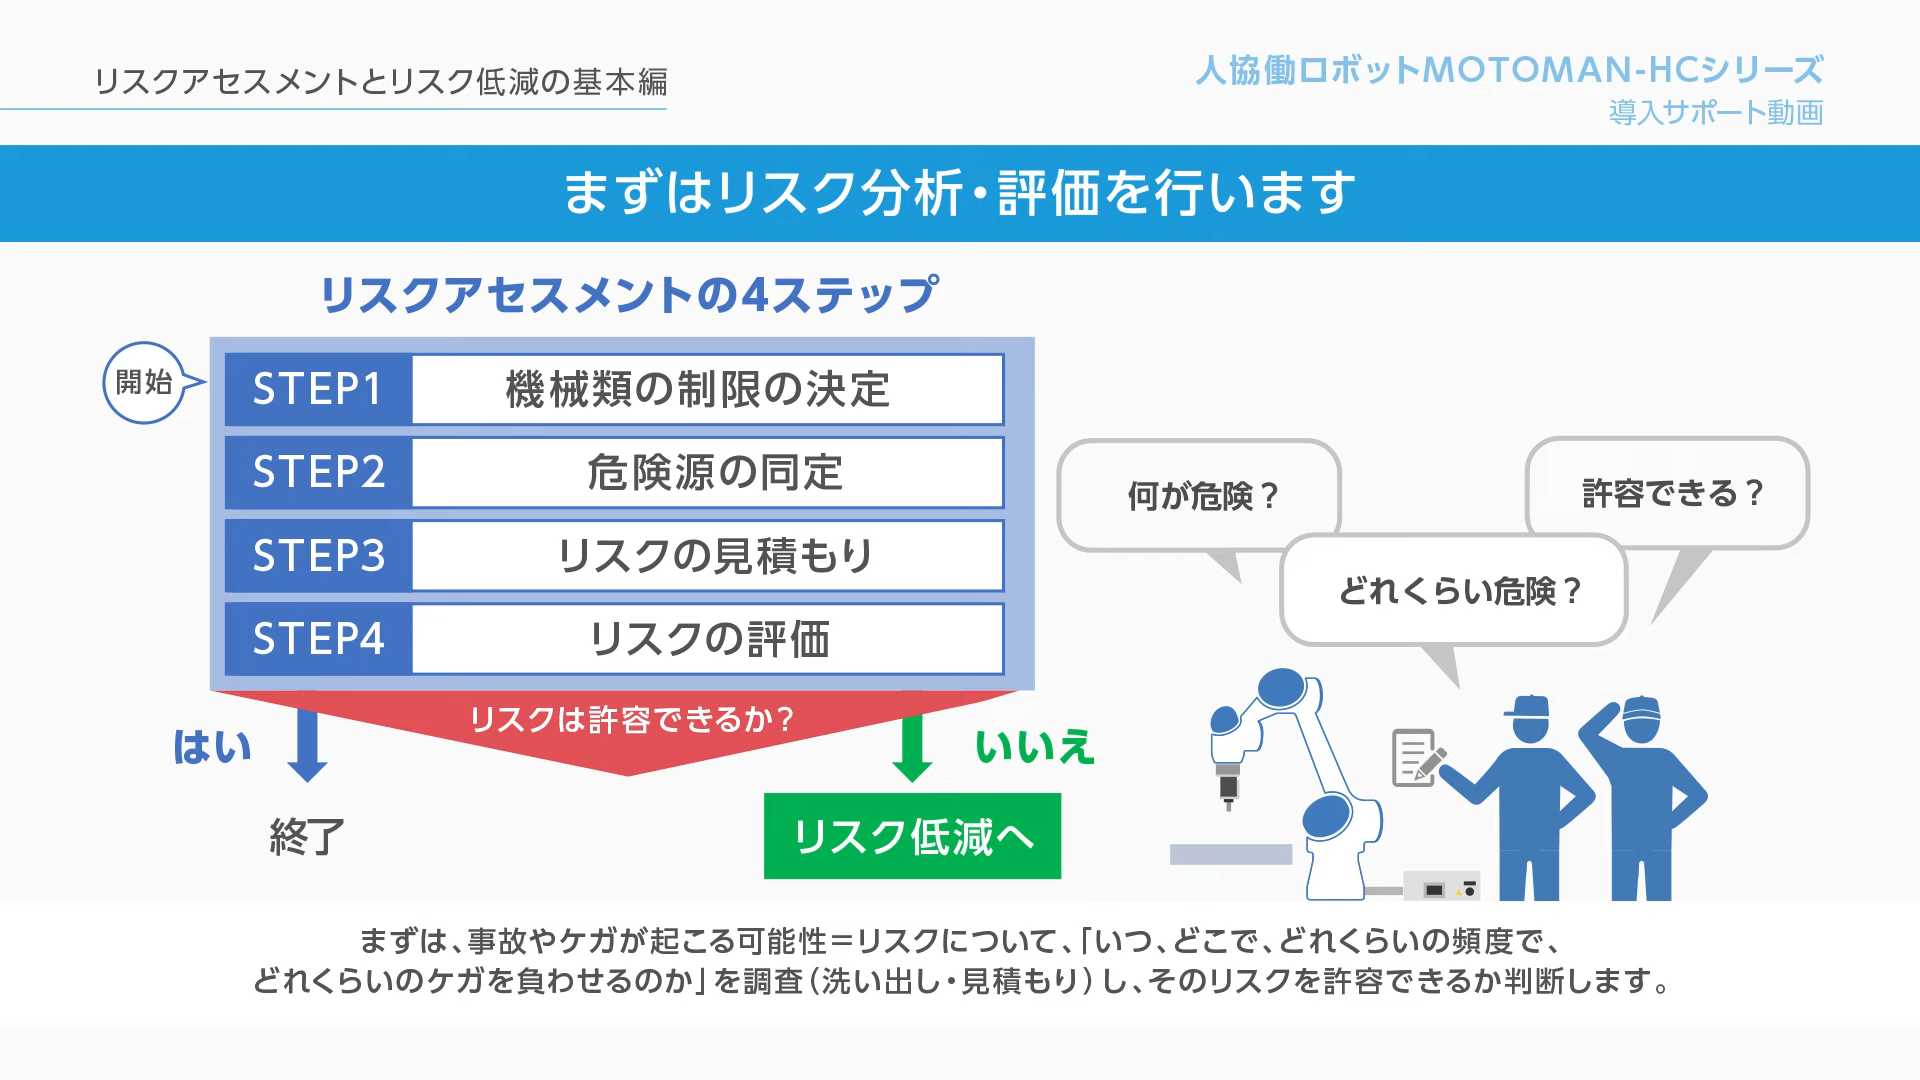 リスクアセスメントとリスク低減の基本編
人協働ロボットMOTOMAN-HCシリーズ
導入サポート動画
まずはリスク分析・評価を行います
リスクアセスメントの4ステップ
開始
STEP1 機械類の制限の決定
STEP2 危険源の同定
STEP3 リスクの見積もり
STEP4 リスクの評価
リスクは許容できるか?
はい
いいえ
終了
リスク低減へ
何が危険?
許容できる?
どれくらい危険?
まずは、事故やケガが起こる可能性=リスクについて、「いつ、どこで、どれくらいの頻度で、
どれくらいのケガを負わせるのか」を調査(洗い出し・見積もり)し、そのリスクを許容できるか判断します。